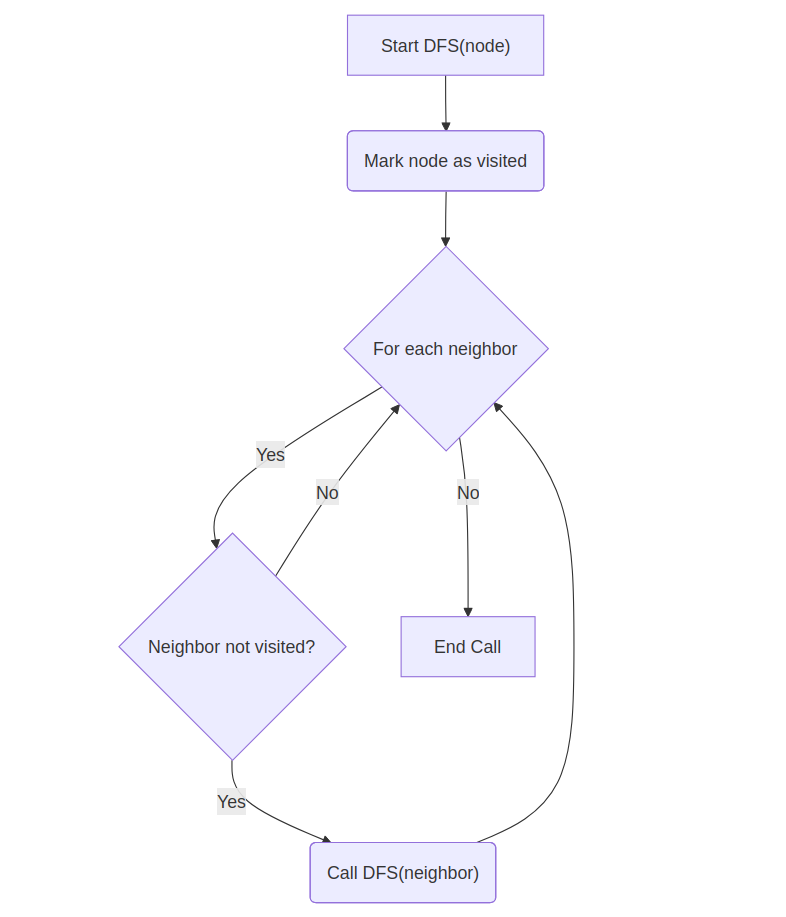 Start DFS(node)
Mark node as visited
For each neighbor
Yes
No
No
Neighbor not visited?
End Call
Yes
Call DFS(neighbor)